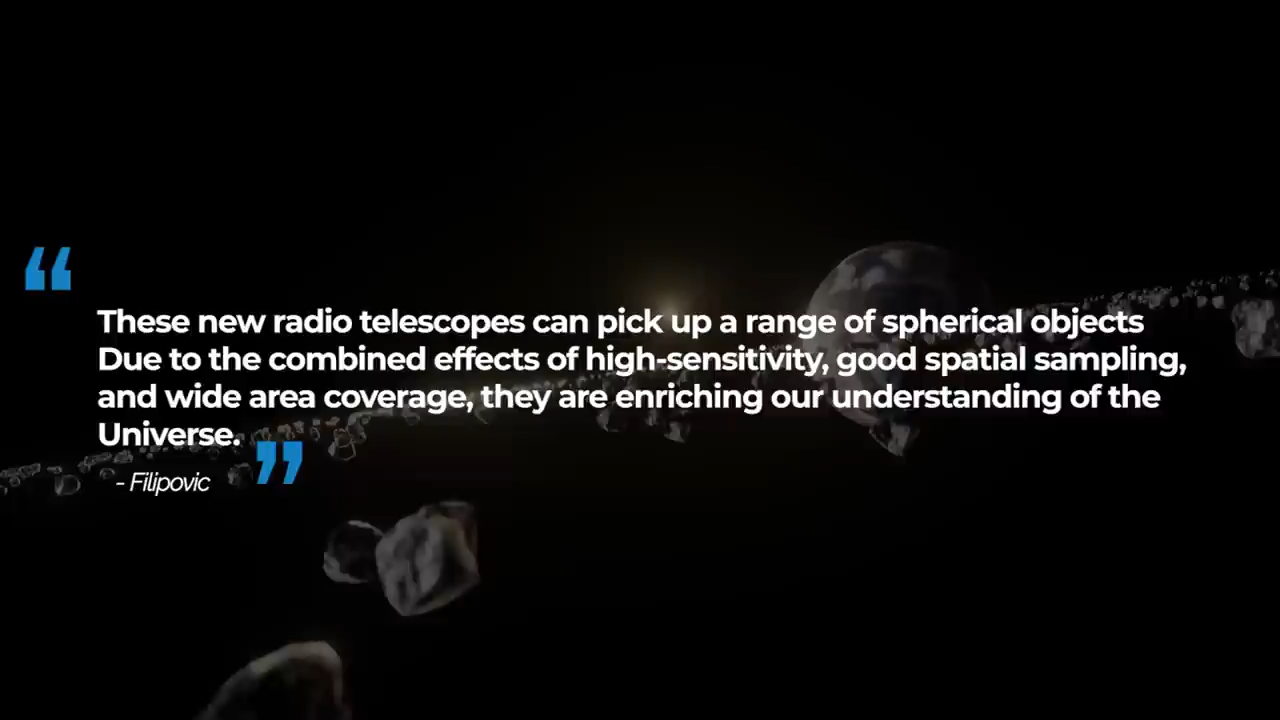 “
These new radio telescopes can pick up a range of spherical objects
Due to the combined effects of high-sensitivity, good spatial sampling,
and wide area coverage, they are enriching our understanding of the
Universe.
”
- Filipovic